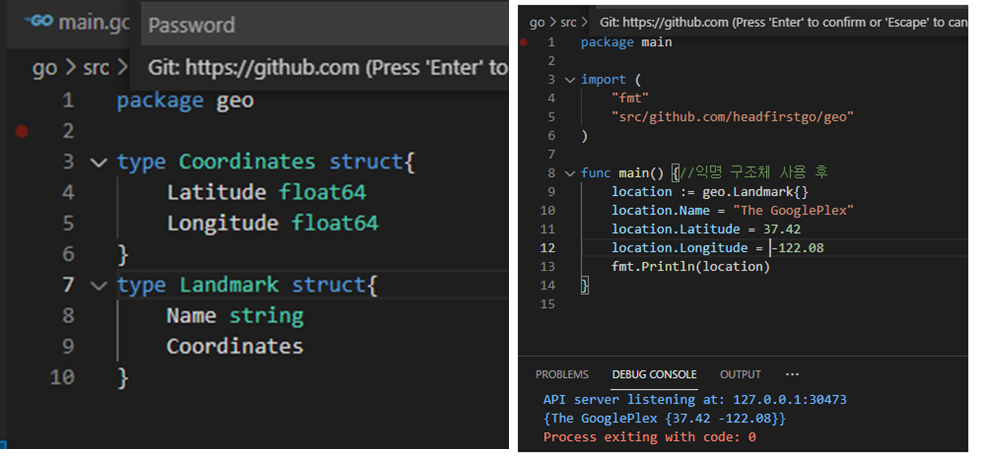 GO main.go
Password
go > src >
Git: https://github.com (Press 'Enter' to
1 package geo
2
3 type Coordinates struct{
4 Latitude float64
5 Longitude float64
6 }
7 type Landmark struct{
8 Name string
9 Coordinates
10 }
go > src >
Git: https://github.com (Press 'Enter' to confirm or 'Escape' to can
1 package main
2
3 import (
4 "fmt"
5 "src/github.com/headfirstgo/geo"
6 )
7
8 func main() {//익명 구조체 사용 후
9 location := geo.Landmark{}
10 location.Name = "The GooglePlex"
11 location.Latitude = 37.42
12 location.Longitude = -122.08
13 fmt.Println(location)
14 }
15
PROBLEMS DEBUG CONSOLE OUTPUT ···
API server listening at: 127.0.0.1:30473
{The GooglePlex {37.42 -122.08}}
Process exiting with code: 0